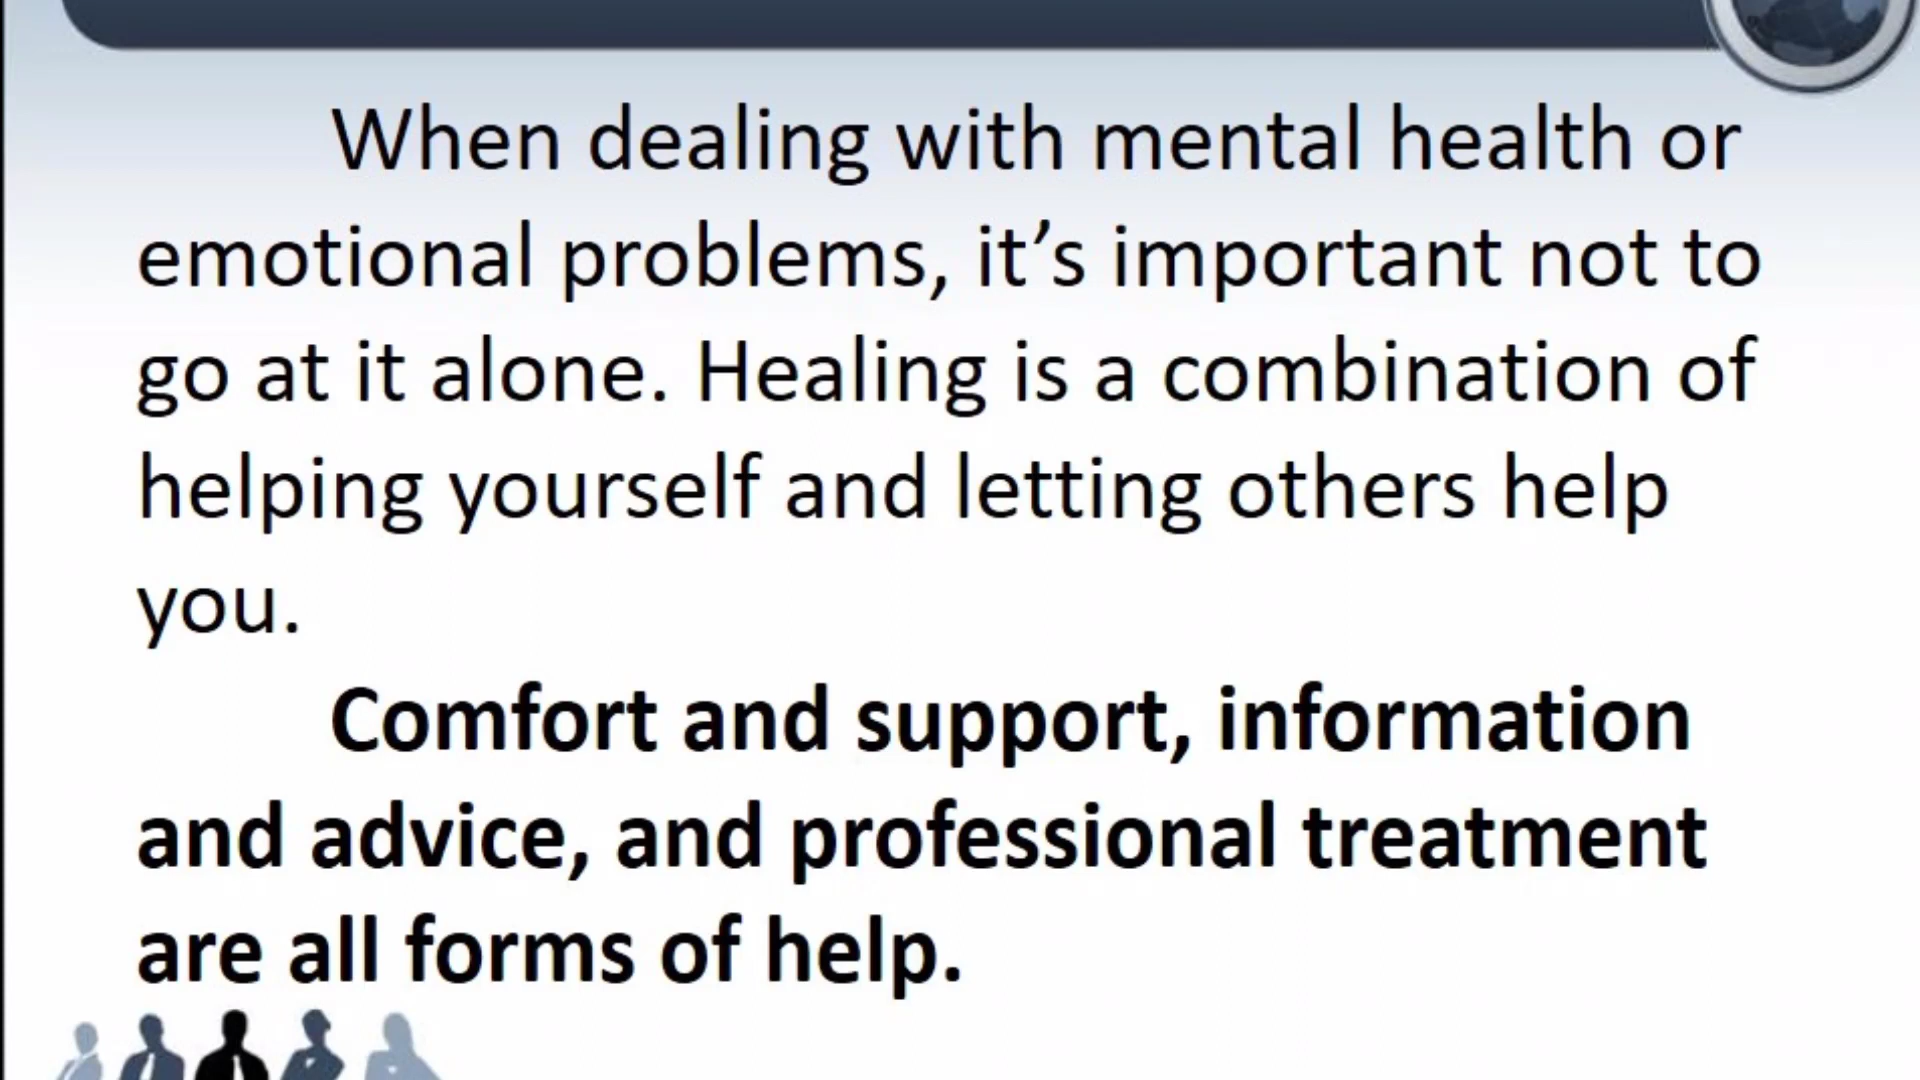 When dealing with mental health or
emotional problems, it’s important not to
go at it alone. Healing is a combination of
helping yourself and letting others help
you.
Comfort and support, information
and advice, and professional treatment
are all forms of help.